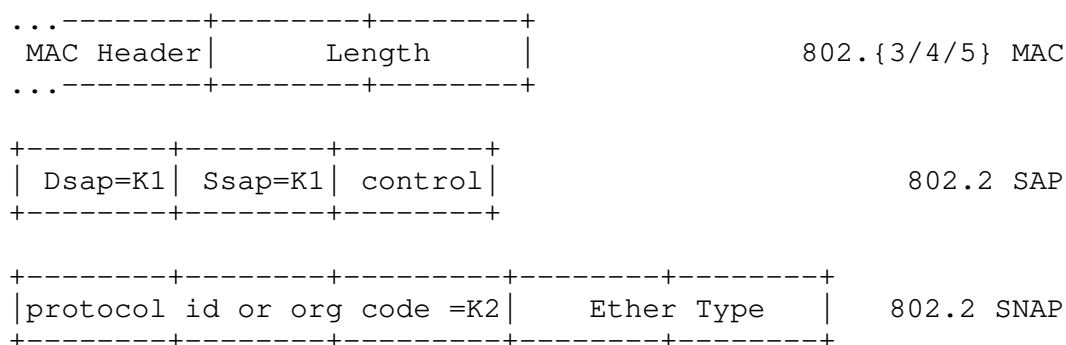 ...--------+--------+--------+
 MAC Header|      Length     |                802.{3/4/5} MAC
...--------+--------+--------+
+--------+--------+--------+
| Dsap=K1| Ssap=K1| control|                        802.2 SAP
+--------+--------+--------+
+--------+--------+---------+--------+--------+
|protocol id or org code =K2|    Ether Type   |    802.2 SNAP
+--------+--------+---------+--------+--------+